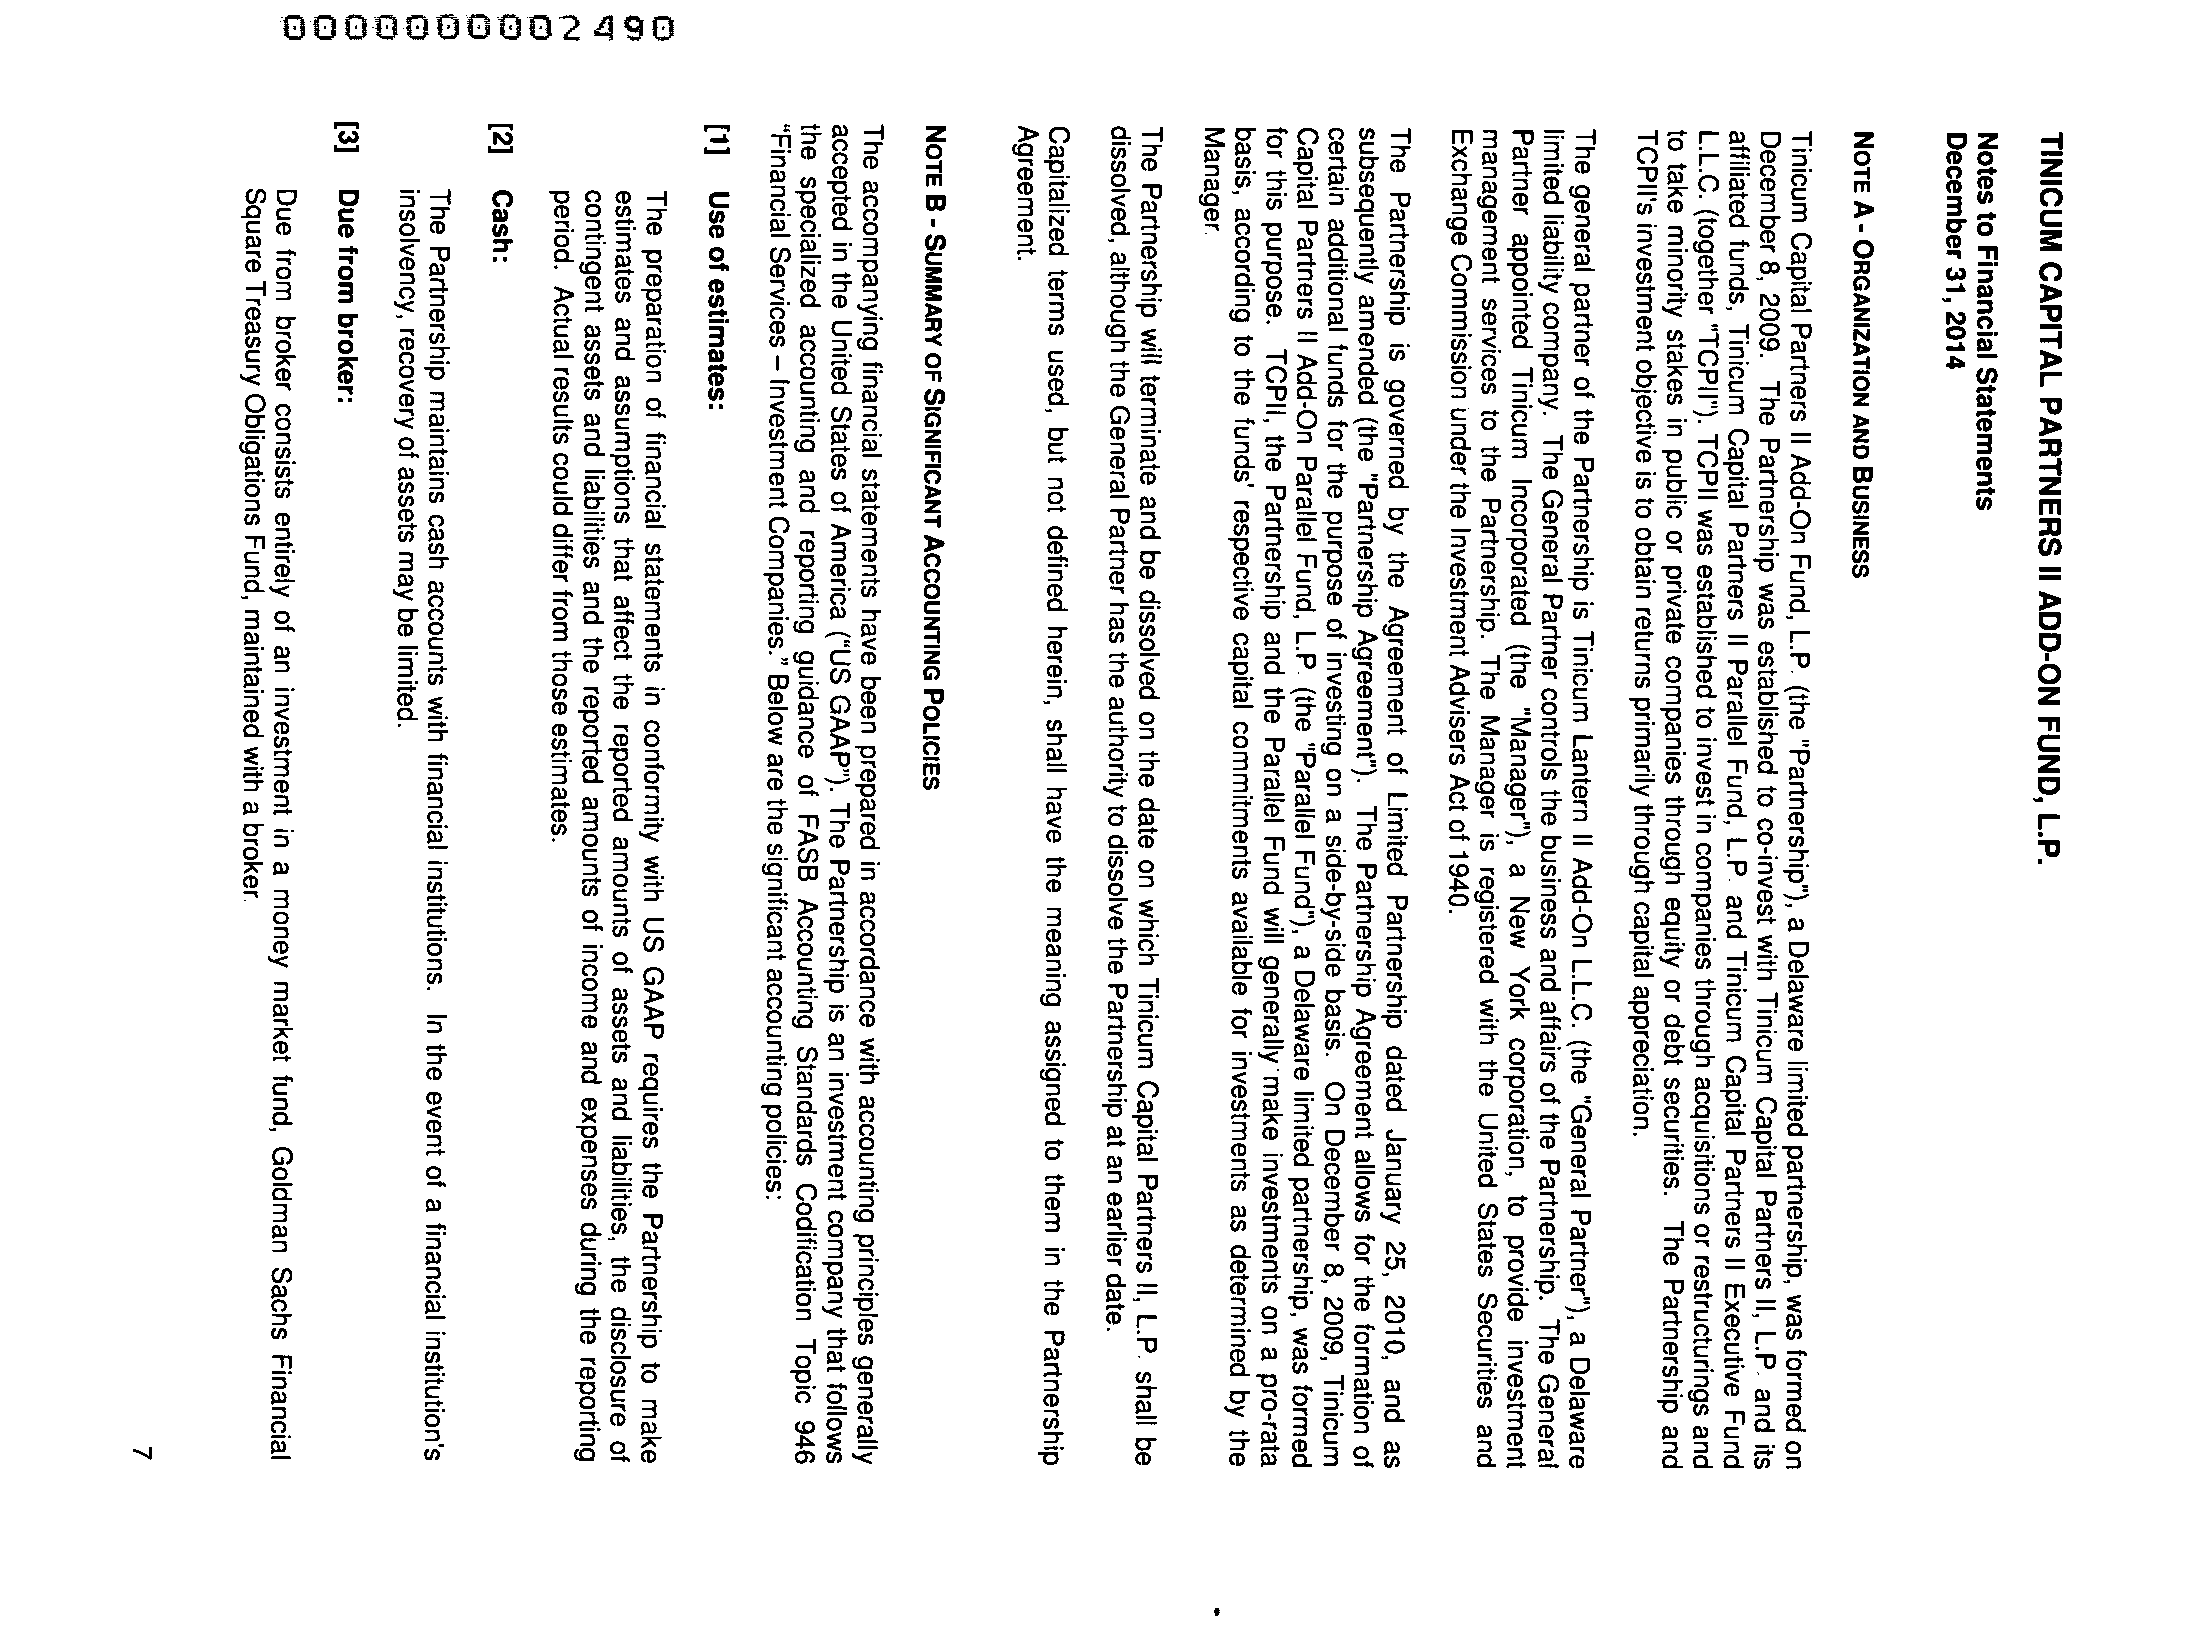 TINICUM CAPITAL PARTNERS II ADD-ON FUND, L.P.
Notes to Financial Statements
December 31, 2014
NOTE A - ORGANIZATION AND BUSINESS
Tinicum Capital Partners II Add-On Fund, L.P. (the "Partnership"), a Delaware limited partnership, was formed on
December 8, 2009. The Partnership was established to co-invest with Tinicum Capital Partners II, L.P. and its
affiliated funds, Tinicum Capital Partners II Parallel Fund, L.P. and Tinicum Capital Partners II Executive Fund
L.L.C. (together "TCPII"). TCPII was established to invest in companies through acquisitions or restructurings and
to take minority stakes in public or private companies through equity or debt securities. The Partnership and
TCPII's investment objective is to obtain returns primarily through capital appreciation.
The general partner of the Partnership is Tinicum Lantern II Add-On L.L.C. (the "General Partner"), a Delaware
limited liability company. The General Partner controls the business and affairs of the Partnership. The General
Partner appointed Tinicum Incorporated (the "Manager"), a New York corporation, to provide investment
management services to the Partnership. The Manager is registered with the United States Securities and
Exchange Commission under the Investment Advisers Act of 1940.
The Partnership is governed by the Agreement of Limited Partnership dated January 25, 2010, and as
subsequently amended (the "Partnership Agreement"). The Partnership Agreement allows for the formation of
certain additional funds for the purpose of investing on a side-by-side basis. On December 8, 2009, Tinicum
Capital Partners II Add-On Parallel Fund, L.P. (the "Parallel Fund"), a Delaware limited partnership, was formed
for this purpose. TCPII, the Partnership and the Parallel Fund will generally make investments on a pro-rata
basis, according to the funds' respective capital commitments available for investments as determined by the
Manager.
The Partnership will terminate and be dissolved on the date on which Tinicum Capital Partners II, L.P. shall be
dissolved, although the General Partner has the authority to dissolve the Partnership at an earlier date.
Capitalized terms used, but not defined herein, shall have the meaning assigned to them in the Partnership
Agreement.
NOTE B - SUMMARY OF SIGNIFICANT ACCOUNTING POLICIES
The accompanying financial statements have been prepared in accordance with accounting principles generally
accepted in the United States of America ("US GAAP"). The Partnership is an investment company that follows
the specialized accounting and reporting guidance of FASB Accounting Standards Codification Topic 946
"Financial Services – Investment Companies." Below are the significant accounting policies:
[1] Use of estimates:
The preparation of financial statements in conformity with US GAAP requires the Partnership to make
estimates and assumptions that affect the reported amounts of assets and liabilities, the disclosure of
contingent assets and liabilities and the reported amounts of income and expenses during the reporting
period. Actual results could differ from those estimates.
[2] Cash:
The Partnership maintains cash accounts with financial institutions. In the event of a financial institution's
insolvency, recovery of assets may be limited.
[3] Due from broker:
Due from broker consists entirely of an investment in a money market fund, Goldman Sachs Financial
Square Treasury Obligations Fund, maintained with a broker.
7
0000000002490